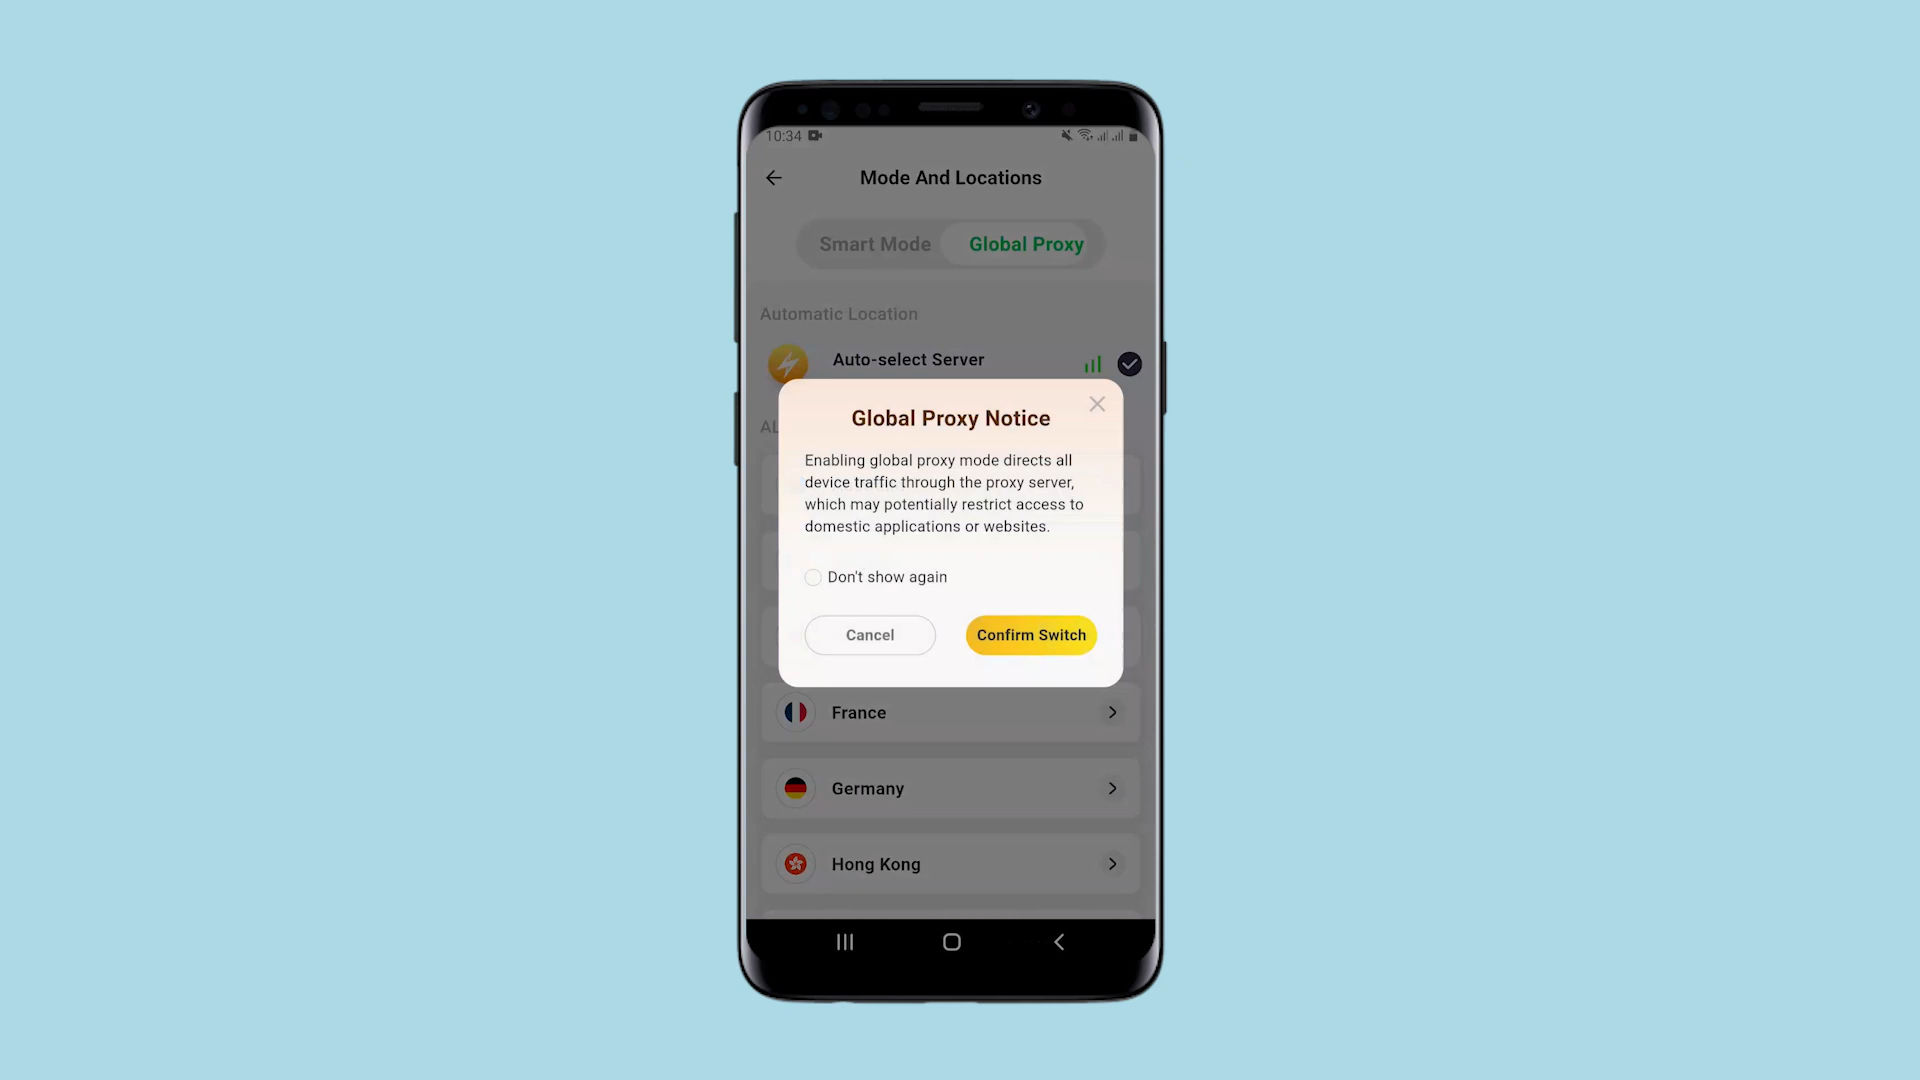 10:34
Mode And Locations
Smart Mode
Global Proxy
Automatic Location
Auto-select Server
Global Proxy Notice
Enabling global proxy mode directs all
device traffic through the proxy server,
which may potentially restrict access to
domestic applications or websites.
Don't show again
Cancel
Confirm Switch
France
Germany
Hong Kong